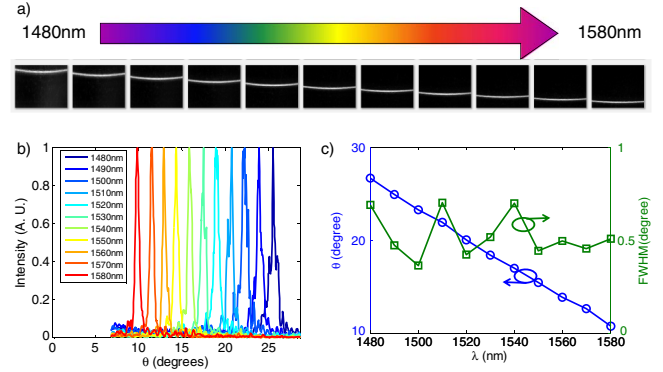 a)
1480nm
1580nm
b)
1
0.8
0.6
0.4
0.2
0
0
5
10
15
20
25
Intensity (A. U.)
θ (degrees)
1480nm
1490nm
1500nm
1510nm
1520nm
1530nm
1540nm
1550nm
1560nm
1570nm
1580nm
c)
30
20
10
θ (degree)
1480
1500
1520
1540
1560
1580
λ (nm)
1
0.5
0
FWHM(degree)